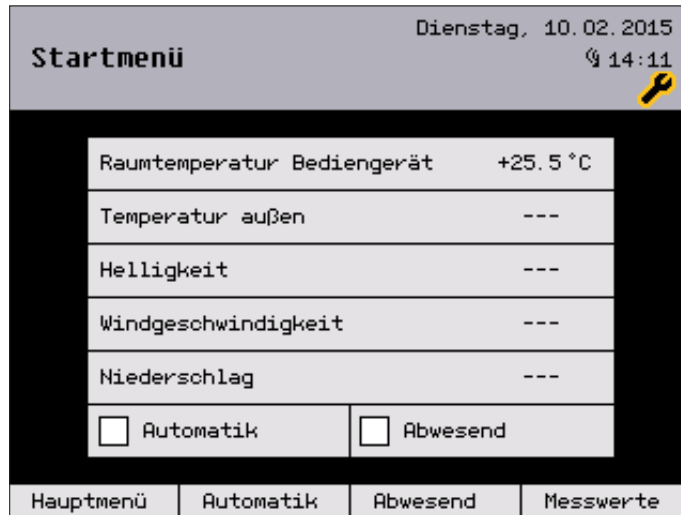 Dienstag, 10.02.2015
Startmenü
14:11
Raumtemperatur Bediengerät +25.5°C
Temperatur außen ---
Helligkeit ---
Windgeschwindigkeit ---
Niederschlag ---
Automatik Abwesend
Hauptmenü Automatik Abwesend Messwerte